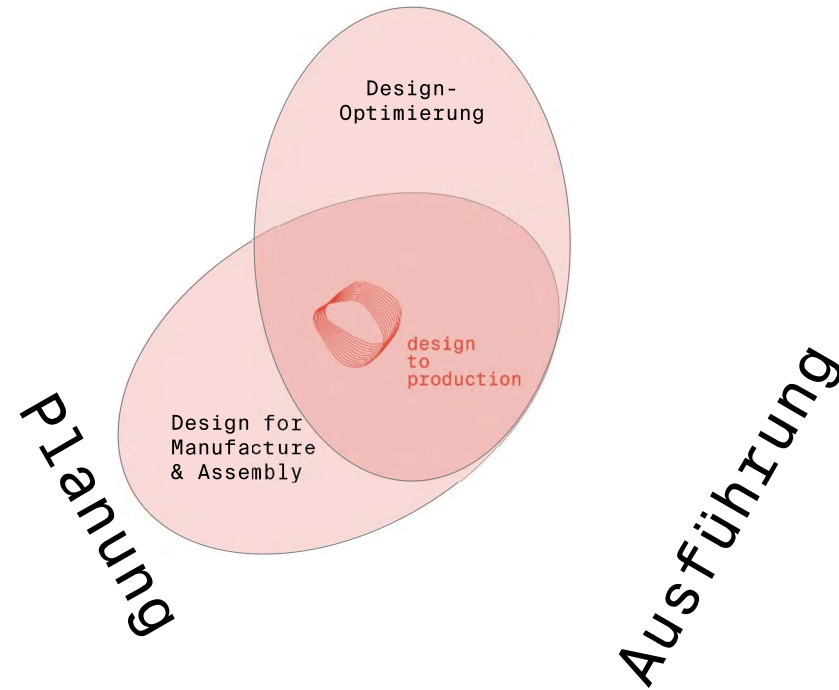 Design-
Optimierung
design
to
production
Design for
Manufacture
& Assembly
Planung
Ausführung